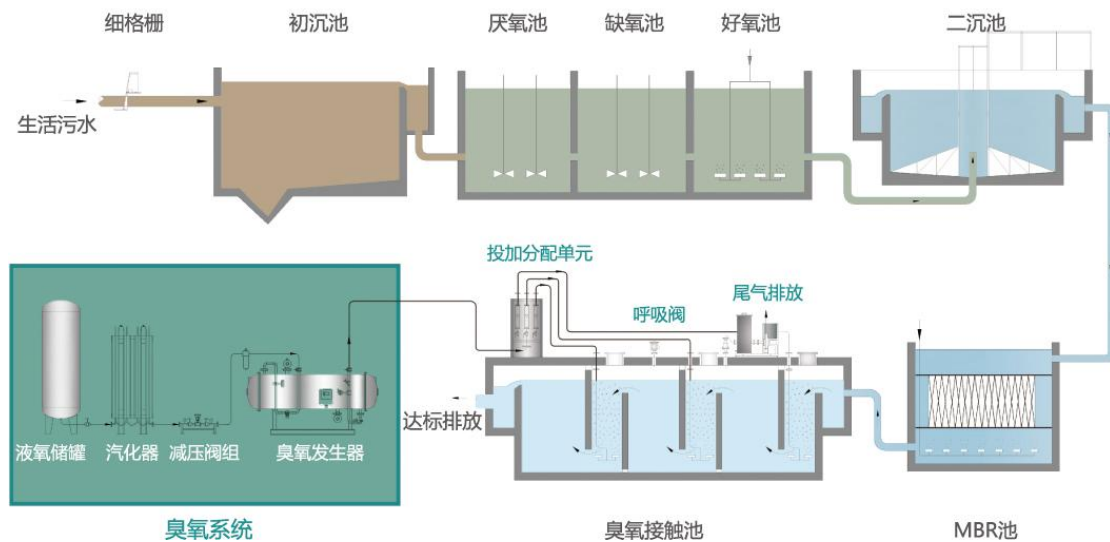 细格栅
初沉池
厌氧池
缺氧池
好氧池
二沉池
生活污水
投加分配单元
呼吸阀
尾气排放
达标排放
液氧储罐
汽化器
减压阀组
臭氧发生器
臭氧系统
臭氧接触池
MBR池